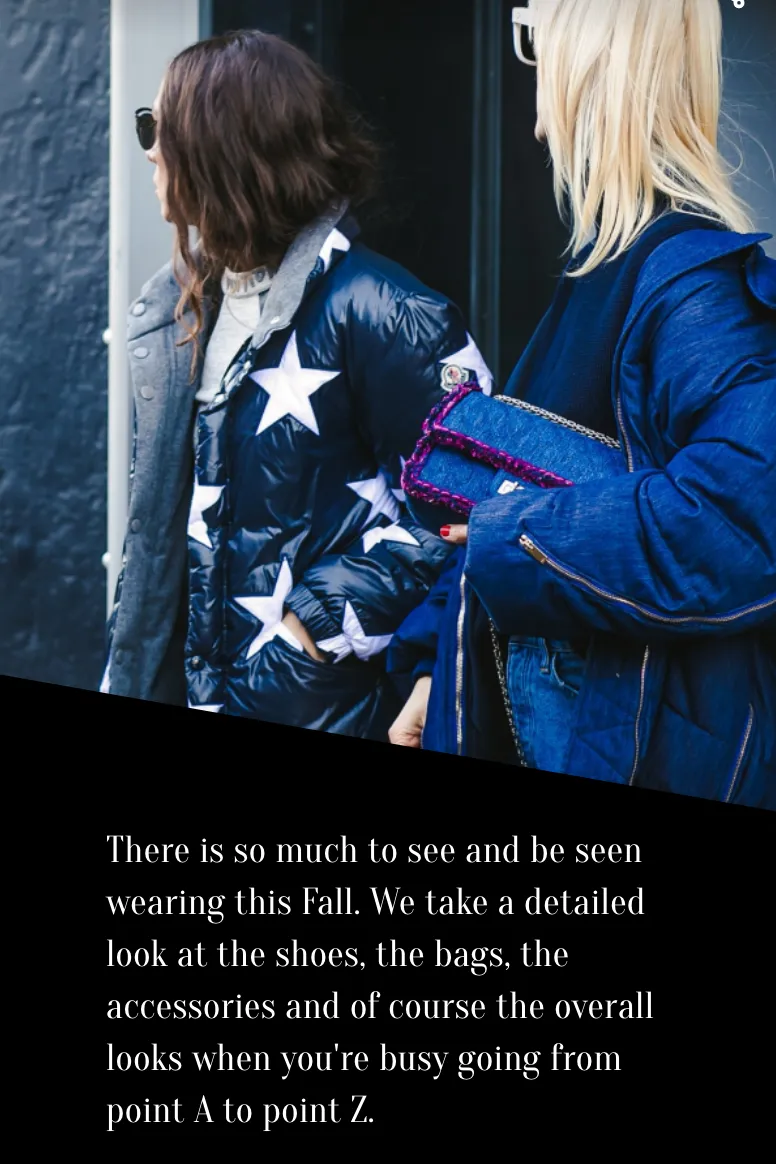 There is so much to see and be seen
wearing this Fall. We take a detailed
look at the shoes, the bags, the
accessories and of course the overall
looks when you're busy going from
point A to point Z.